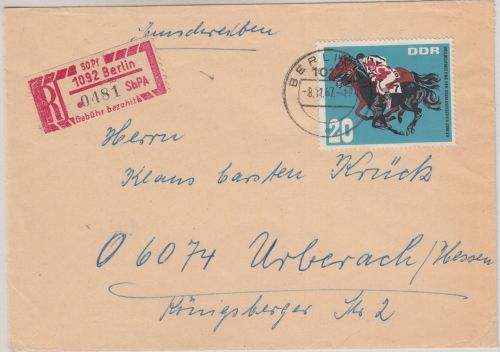 Einschreiben
SbPf
1092 Berlin
R 0481 SbPA
Gebühr bezahlt
BERLIN
-8.11.67.-
DDR
20
Herrn
Klaus Carsten Krück
6074 Urberach/Hessen
Königsberger Str 2